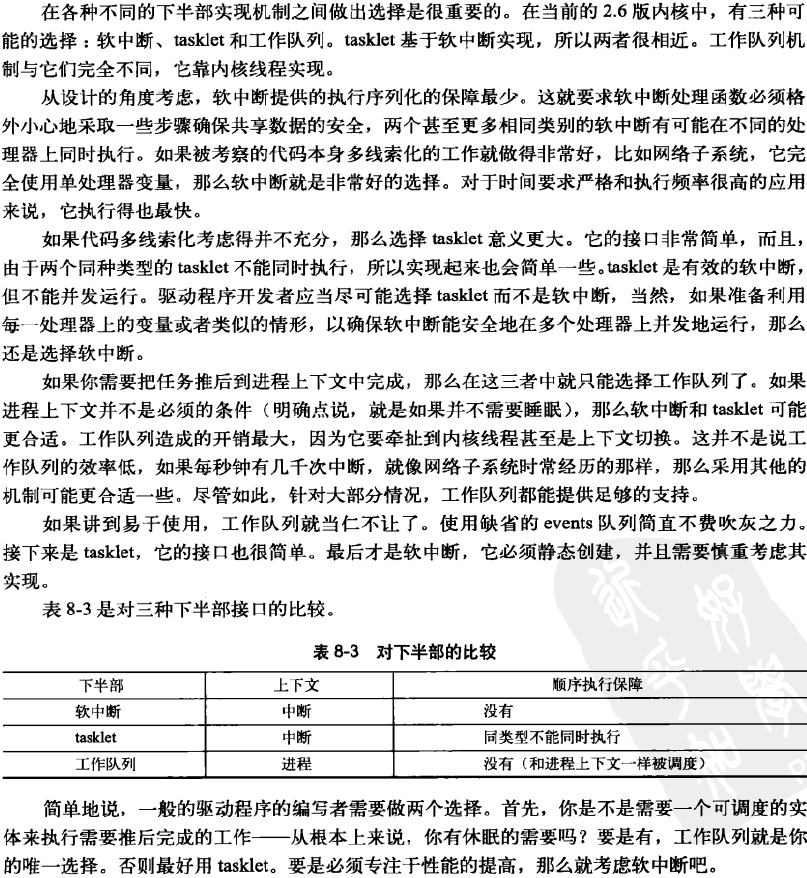 在各种不同的下半部实现机制之间做出选择是很重要的。在当前的 2.6 版内核中，有三种可
能的选择：软中断、tasklet 和工作队列。tasklet 基于软中断实现，所以两者很相近。工作队列机
制与它们完全不同，它靠内核线程实现。
从设计的角度考虑，软中断提供的执行序列化的保障最少。这就要求软中断处理函数必须格
外小心地采取一些步骤确保共享数据的安全，两个甚至更多相同类别的软中断有可能在不同的处
理器上同时执行。如果被考察的代码本身多线索化的工作就做得非常好，比如网络子系统，它完
全使用单处理器变量，那么软中断就是非常好的选择。对于时间要求严格和执行频率很高的应用
来说，它执行得也最快。
如果代码多线索化考虑得并不充分，那么选择 tasklet 意义更大。它的接口非常简单，而且，
由于两个同种类型的 tasklet 不能同时执行，所以实现起来也会简单一些。tasklet 是有效的软中断，
但不能并发运行。驱动程序开发者应当尽可能选择 tasklet 而不是软中断，当然，如果准备利用
每一处理器上的变量或者类似的情形，以确保软中断能安全地在多个处理器上并发地运行，那么
还是选择软中断。
如果你需要把任务推后到进程上下文中完成，那么在这三者中就只能选择工作队列了。如果
进程上下文并不是必须的条件（明确点说，就是如果并不需要睡眠），那么软中断和 tasklet 可能
更合适。工作队列造成的开销最大，因为它要牵扯到内核线程甚至是上下文切换。这并不是说工
作队列的效率低，如果每秒钟有几千次中断，就像网络子系统时常经历的那样，那么采用其他的
机制可能更合适一些。尽管如此，针对大部分情况，工作队列都能提供足够的支持。
如果讲到易于使用，工作队列就当仁不让了。使用缺省的 events 队列简直不费吹灰之力。
接下来是 tasklet，它的接口也很简单。最后才是软中断，它必须静态创建，并且需要慎重考虑其
实现。
表 8-3 是对三种下半部接口的比较。
表 8-3 对下半部的比较
下半部 上下文 顺序执行保障
软中断 中断 没有
tasklet 中断 同类型不能同时执行
工作队列 进程 没有（和进程上下文一样被调度）
简单地说，一般的驱动程序的编写者需要做两个选择。首先，你是不是需要一个可调度的实
体来执行需要推后完成的工作——从根本上来说，你有休眠的需要吗？要是有，工作队列就是你
的唯一选择。否则最好用 tasklet。要是必须专注于性能的提高，那么就考虑软中断吧。